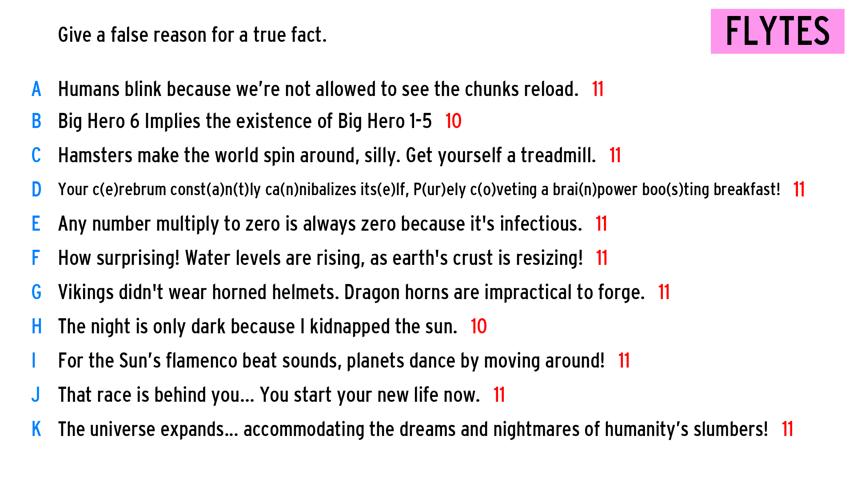 Give a false reason for a true fact.
FLYTES
A Humans blink because we're not allowed to see the chunks reload. 11
B Big Hero 6 Implies the existence of Big Hero 1-5 10
C Hamsters make the world spin around, silly. Get yourself a treadmill. 11
D Your c(e)rebrum const(a)n(t)ly ca(n)nibalizes its(e)lf, P(ur)ely c(o)veting a brai(n)power boo(s)ting breakfast! 11
E Any number multiply to zero is always zero because it's infectious. 11
F How surprising! Water levels are rising, as earth's crust is resizing! 11
G Vikings didn't wear horned helmets. Dragon horns are impractical to forge. 11
H The night is only dark because I kidnapped the sun. 10
I For the Sun's flamenco beat sounds, planets dance by moving around! 11
J That race is behind you... You start your new life now. 11
K The universe expands... accommodating the dreams and nightmares of humanity's slumbers! 11